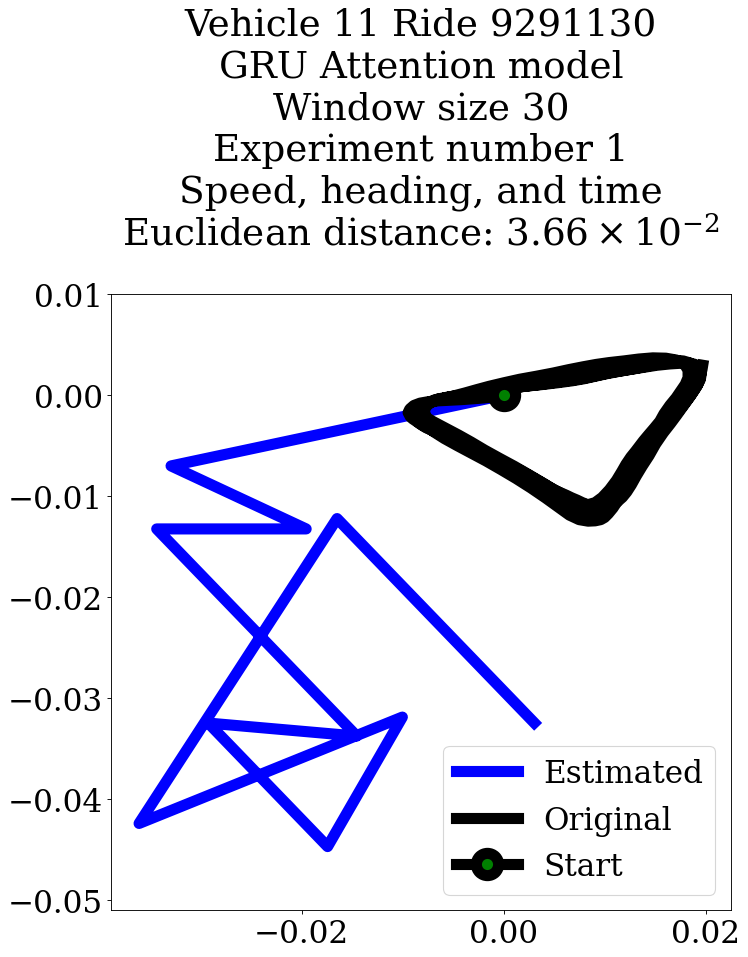 Vehicle 11 Ride 9291130
GRU Attention model
Window size 30
Experiment number 1
Speed, heading, and time
Euclidean distance: 3.66 × 10⁻²
0.01
0.00
−0.01
−0.02
−0.03
−0.04
−0.05
−0.02
0.00
0.02
Estimated
Original
Start